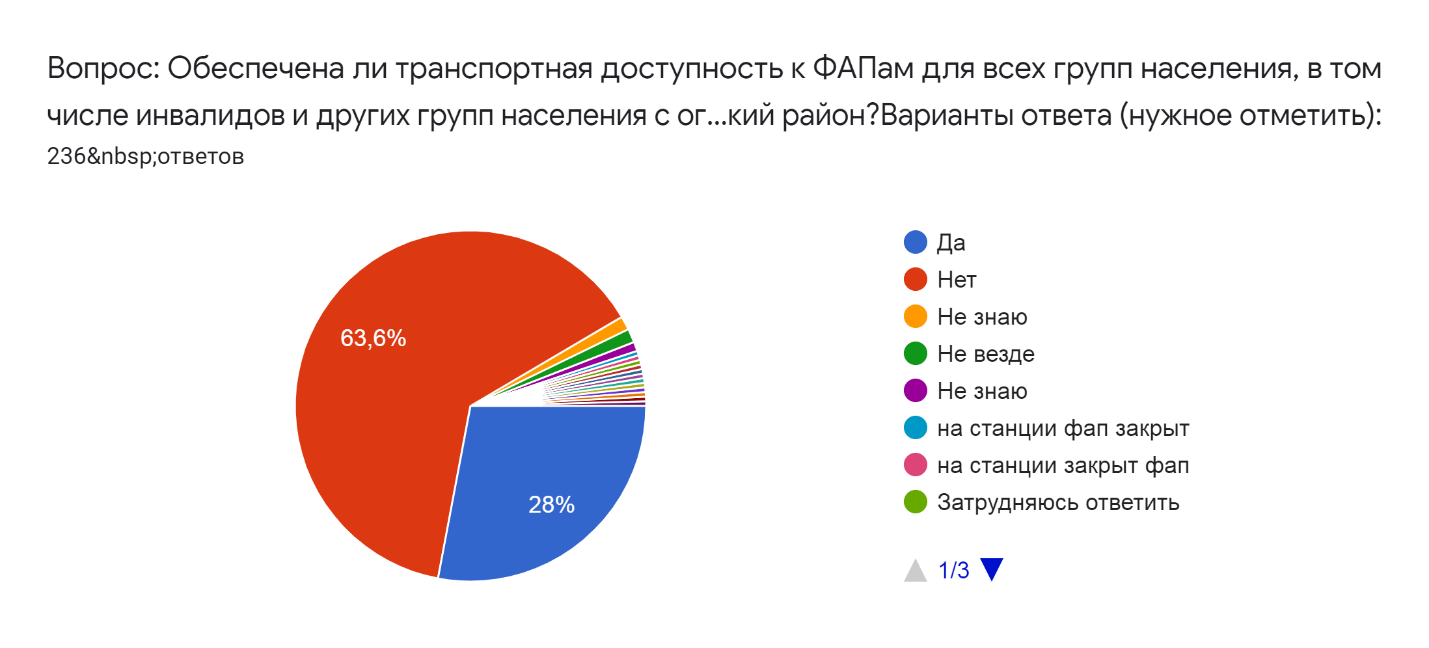 Вопрос: Обеспечена ли транспортная доступность к ФАПам для всех групп населения, в том
числе инвалидов и других групп населения с ог...кий район?Варианты ответа (нужное отметить):
236&nbsp;ответов
63,6%
28%
Да
Нет
Не знаю
Не везде
Не знаю
на станции фап закрыт
на станции закрыт фап
Затрудняюсь ответить
1/3